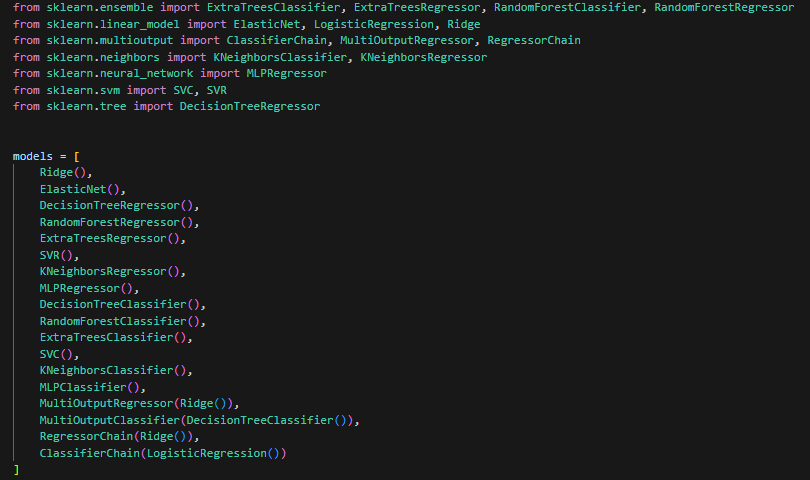 from sklearn.ensemble import ExtraTreesClassifier, ExtraTreesRegressor, RandomForestClassifier, RandomForestRegressor
from sklearn.linear_model import ElasticNet, LogisticRegression, Ridge
from sklearn.multioutput import ClassifierChain, MultiOutputRegressor, RegressorChain
from sklearn.neighbors import KNeighborsClassifier, KNeighborsRegressor
from sklearn.neural_network import MLPRegressor
from sklearn.svm import SVC, SVR
from sklearn.tree import DecisionTreeRegressor
models = [
Ridge(),
ElasticNet(),
DecisionTreeRegressor(),
RandomForestRegressor(),
ExtraTreesRegressor(),
SVR(),
KNeighborsRegressor(),
MLPRegressor(),
DecisionTreeClassifier(),
RandomForestClassifier(),
ExtraTreesClassifier(),
SVC(),
KNeighborsClassifier(),
MLPClassifier(),
MultiOutputRegressor(Ridge()),
MultiOutputClassifier(DecisionTreeClassifier()),
RegressorChain(Ridge()),
ClassifierChain(LogisticRegression())
]